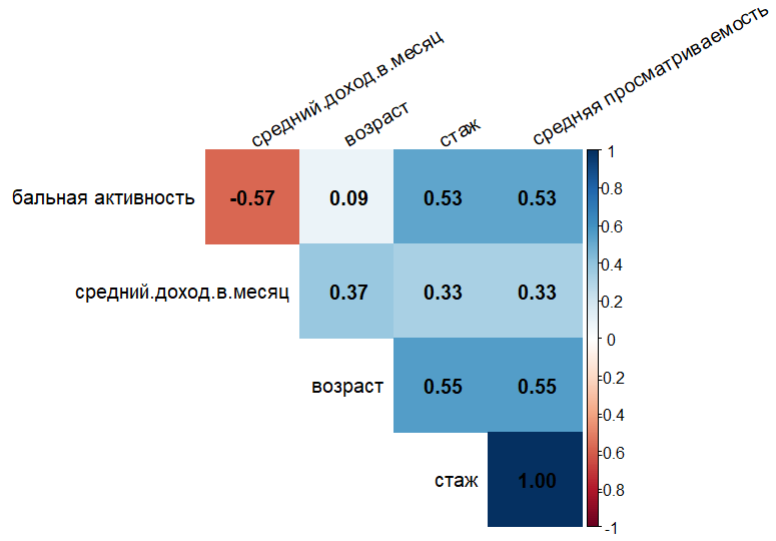 средний.доход.в.месяц
возраст
стаж
средняя просматриваемость
бальная активность
-0.57
0.09
0.53
0.53
средний.доход.в.месяц
0.37
0.33
0.33
возраст
0.55
0.55
стаж
1.00
1
0.8
0.6
0.4
0.2
0
-0.2
-0.4
-0.6
-0.8
-1